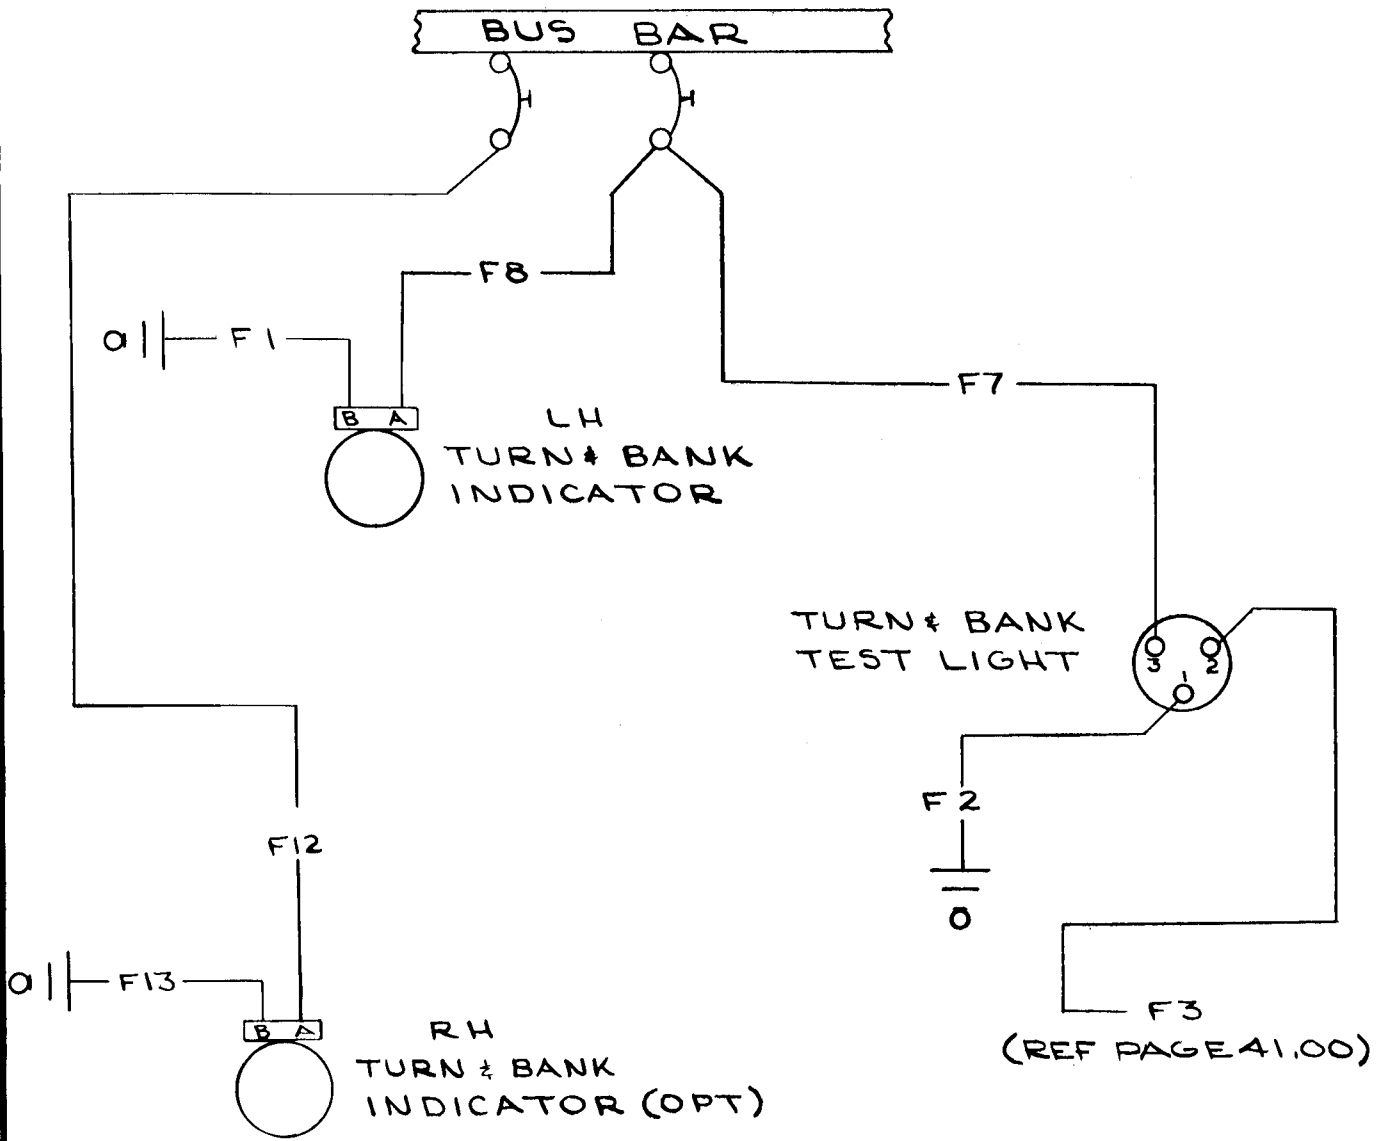 BUS BAR
F8
F1
F7
B A
LH
TURN & BANK
INDICATOR
TURN & BANK
TEST LIGHT
3 2
1
F2
F12
F13
F3
(REF PAGE 41.00)
B A
RH
TURN & BANK
INDICATOR (OPT)